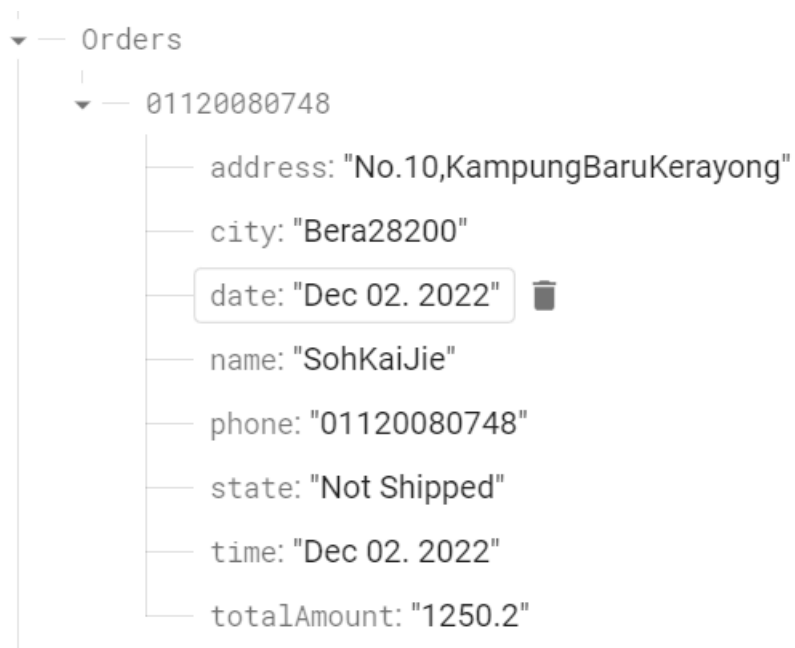 Orders
01120080748
address: "No.10,KampungBaruKerayong"
city: "Bera28200"
date: "Dec 02. 2022"
name: "SohKaiJie"
phone: "01120080748"
state: "Not Shipped"
time: "Dec 02. 2022"
totalAmount: "1250.2"